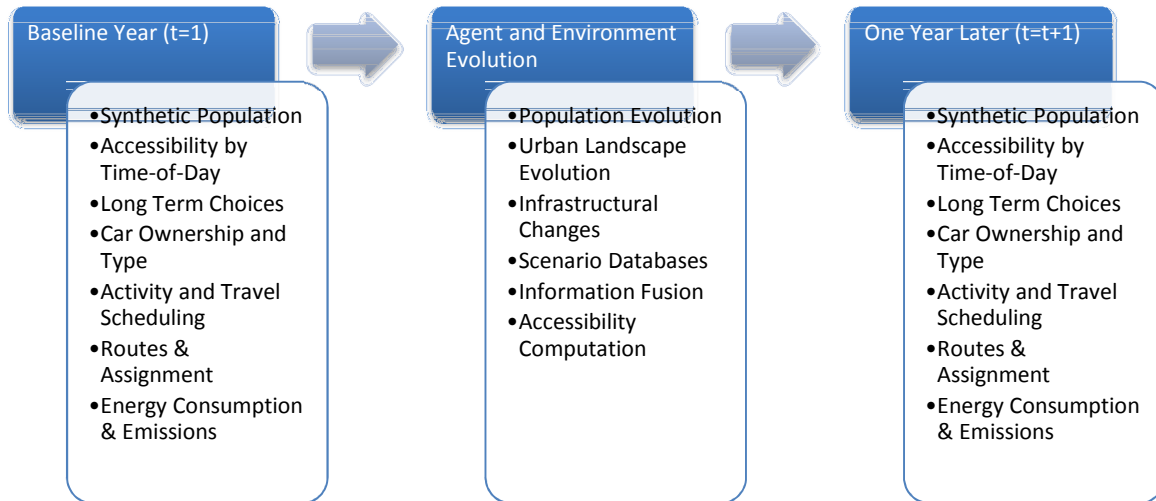 Baseline Year (t=1)
•Synthetic Population
•Accessibility by
Time-of-Day
•Long Term Choices
•Car Ownership and
Type
•Activity and Travel
Scheduling
•Routes &
Assignment
•Energy Consumption
& Emissions
Agent and Environment
Evolution
•Population Evolution
•Urban Landscape
Evolution
•Infrastructural
Changes
•Scenario Databases
•Information Fusion
•Accessibility
Computation
One Year Later (t=t+1)
•Synthetic Population
•Accessibility by
Time-of-Day
•Long Term Choices
•Car Ownership and
Type
•Activity and Travel
Scheduling
•Routes &
Assignment
•Energy Consumption
& Emissions